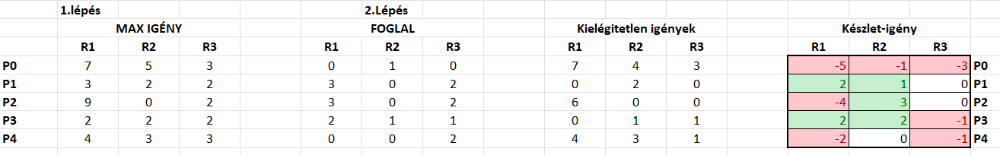 1.lépés 2.Lépés
MAX IGÉNY FOGLAL Kielégitetlen igények Készlet-igény
R1 R2 R3 R1 R2 R3 R1 R2 R3 R1 R2 R3
P0 7 5 3 0 1 0 7 4 3 -5 -1 -3 P0
P1 3 2 2 3 0 2 0 2 0 2 1 0 P1
P2 9 0 2 3 0 2 6 0 0 -4 3 0 P2
P3 2 2 2 2 1 1 0 1 1 2 2 -1 P3
P4 4 3 3 0 0 2 4 3 1 -2 0 -1 P4